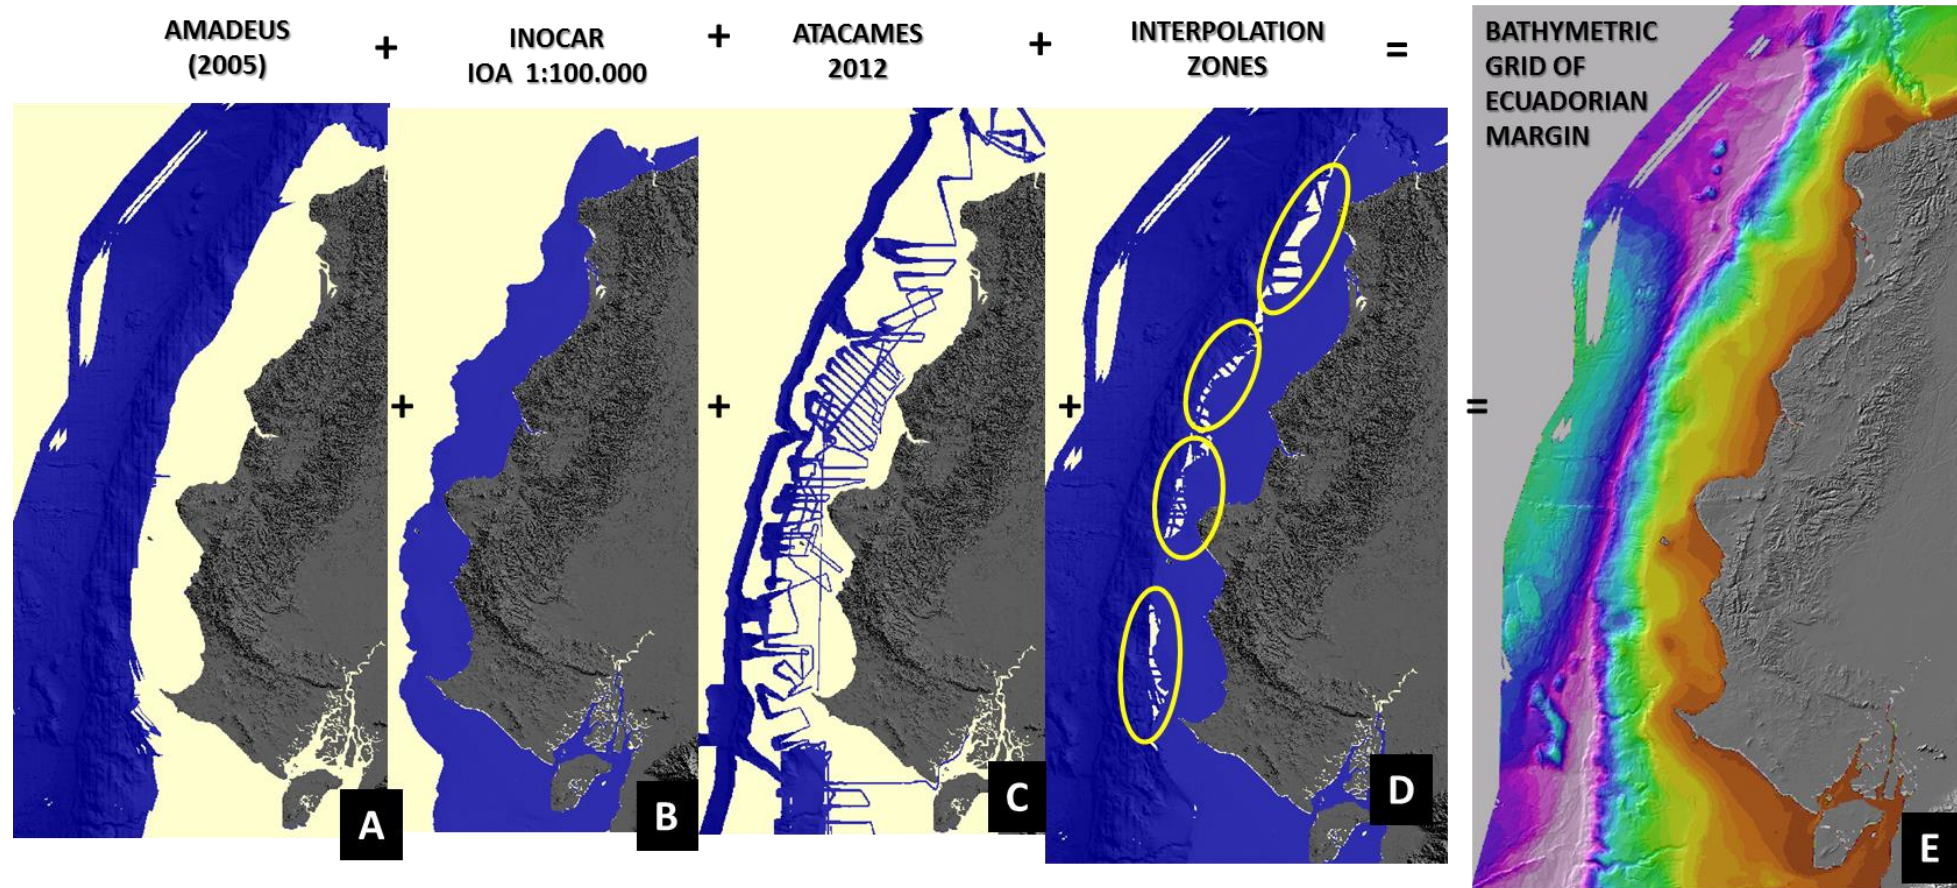 AMADEUS
(2005)
+
INOCAR
IOA 1:100.000
+
ATACAMES
2012
+
INTERPOLATION
ZONES
=
BATHYMETRIC
GRID OF
ECUADORIAN
MARGIN
+
+
+
=
A
B
C
D
E